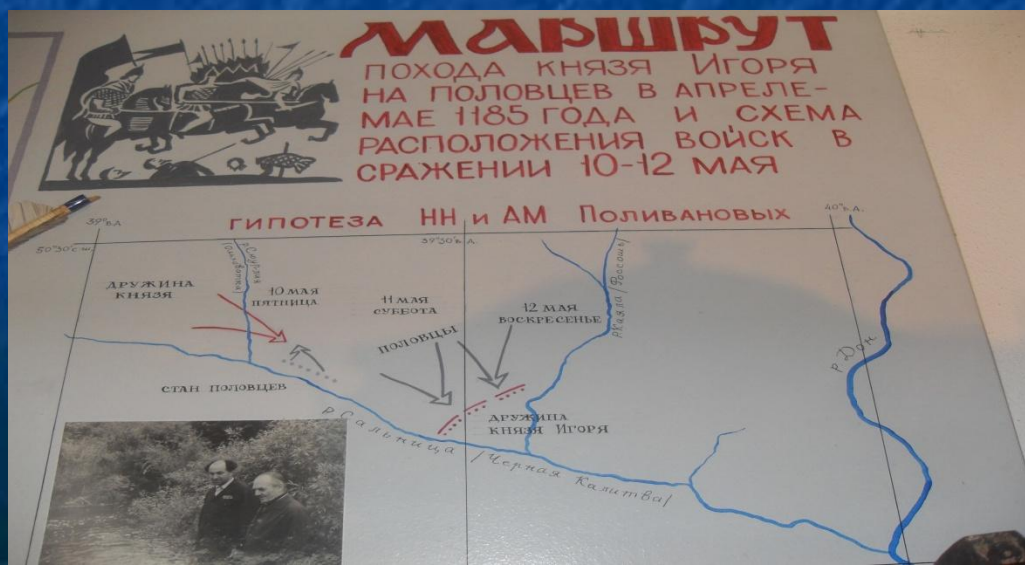 МАРШРУТ
ПОХОДА КНЯЗЯ ИГОРЯ
НА ПОЛОВЦЕВ В АПРЕЛЕ-
МАЕ 1185 ГОДА И СХЕМА
РАСПОЛОЖЕНИЯ ВОЙСК В
СРАЖЕНИИ 10-12 МАЯ
ГИПОТЕЗА НН и АМ ПОЛИВАНОВЫХ
39°в.д.
39°30'в.д.
40°в.д.
50°30'с.ш.
ДРУЖИНА
КНЯЗЯ
10 МАЯ
ПЯТНИЦА
11 МАЯ
СУББОТА
12 МАЯ
ВОСКРЕСЕНЬЕ
ПОЛОВЦЫ
р.Каяла/Россошь/
р.Дон
СТАН ПОЛОВЦЕВ
ДРУЖИНА
КНЯЗЯ ИГОРЯ
р.Сальница /Черная Калитва/